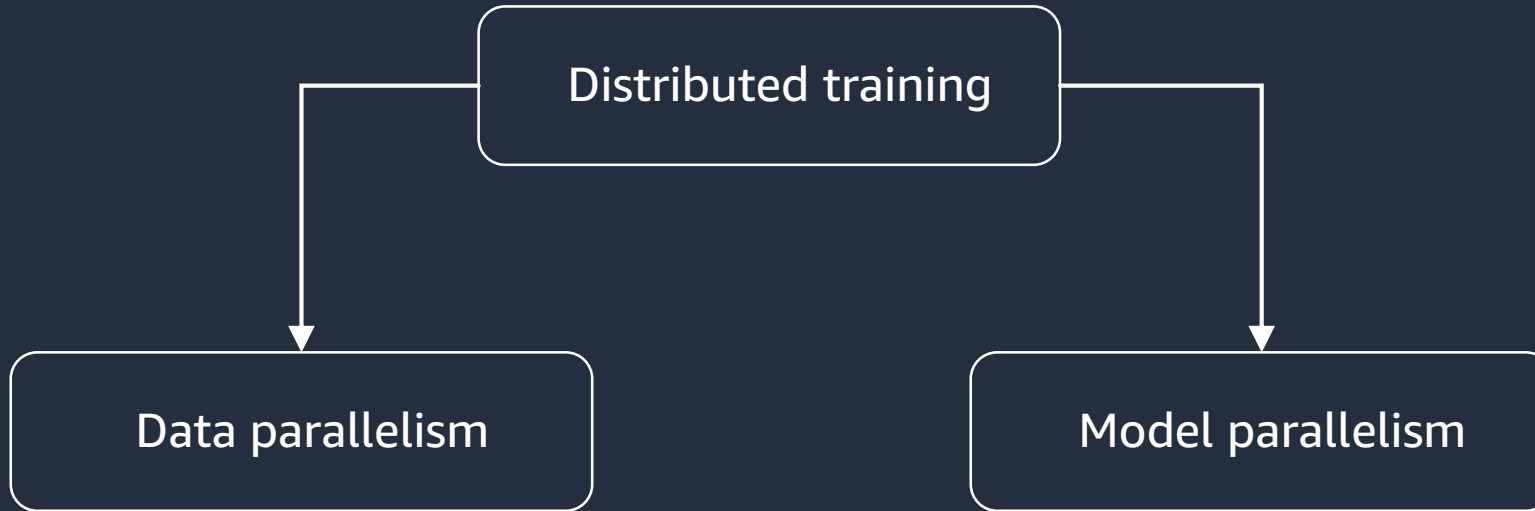 Distributed training
Data parallelism
Model parallelism